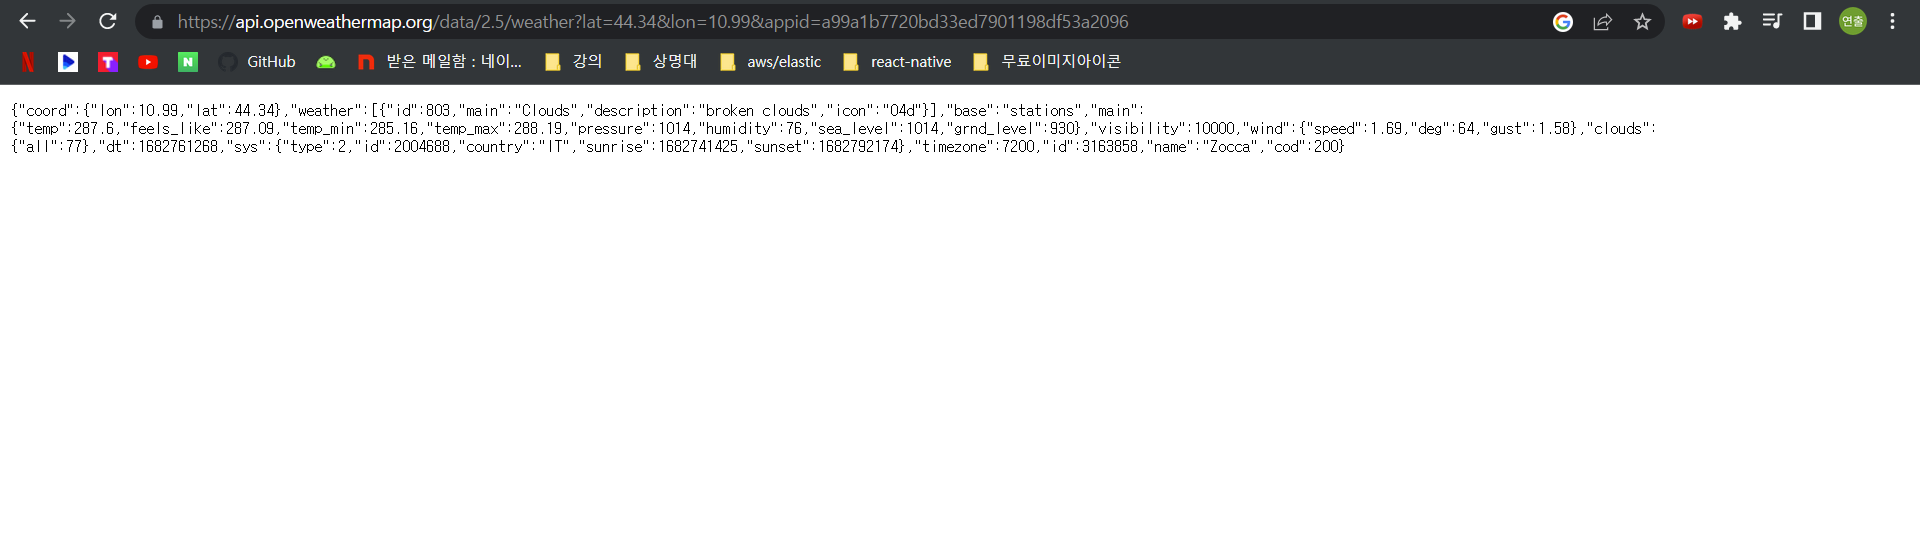 https://api.openweathermap.org/data/2.5/weather?lat=44.34&lon=10.99&appid=a99a1b7720bd33ed7901198df53a2096
연출
GitHub 받은 메일함 : 네이... 강의 상명대 aws/elastic react-native 무료이미지아이콘
{"coord":{"lon":10.99,"lat":44.34},"weather":[{"id":803,"main":"Clouds","description":"broken clouds","icon":"04d"}],"base":"stations","main":
{"temp":287.6,"feels_like":287.09,"temp_min":285.16,"temp_max":288.19,"pressure":1014,"humidity":76,"sea_level":1014,"grnd_level":930},"visibility":10000,"wind":{"speed":1.69,"deg":64,"gust":1.58},"clouds":
{"all":77},"dt":1682761268,"sys":{"type":2,"id":2004688,"country":"IT","sunrise":1682741425,"sunset":1682792174},"timezone":7200,"id":3163858,"name":"Zocca","cod":200}